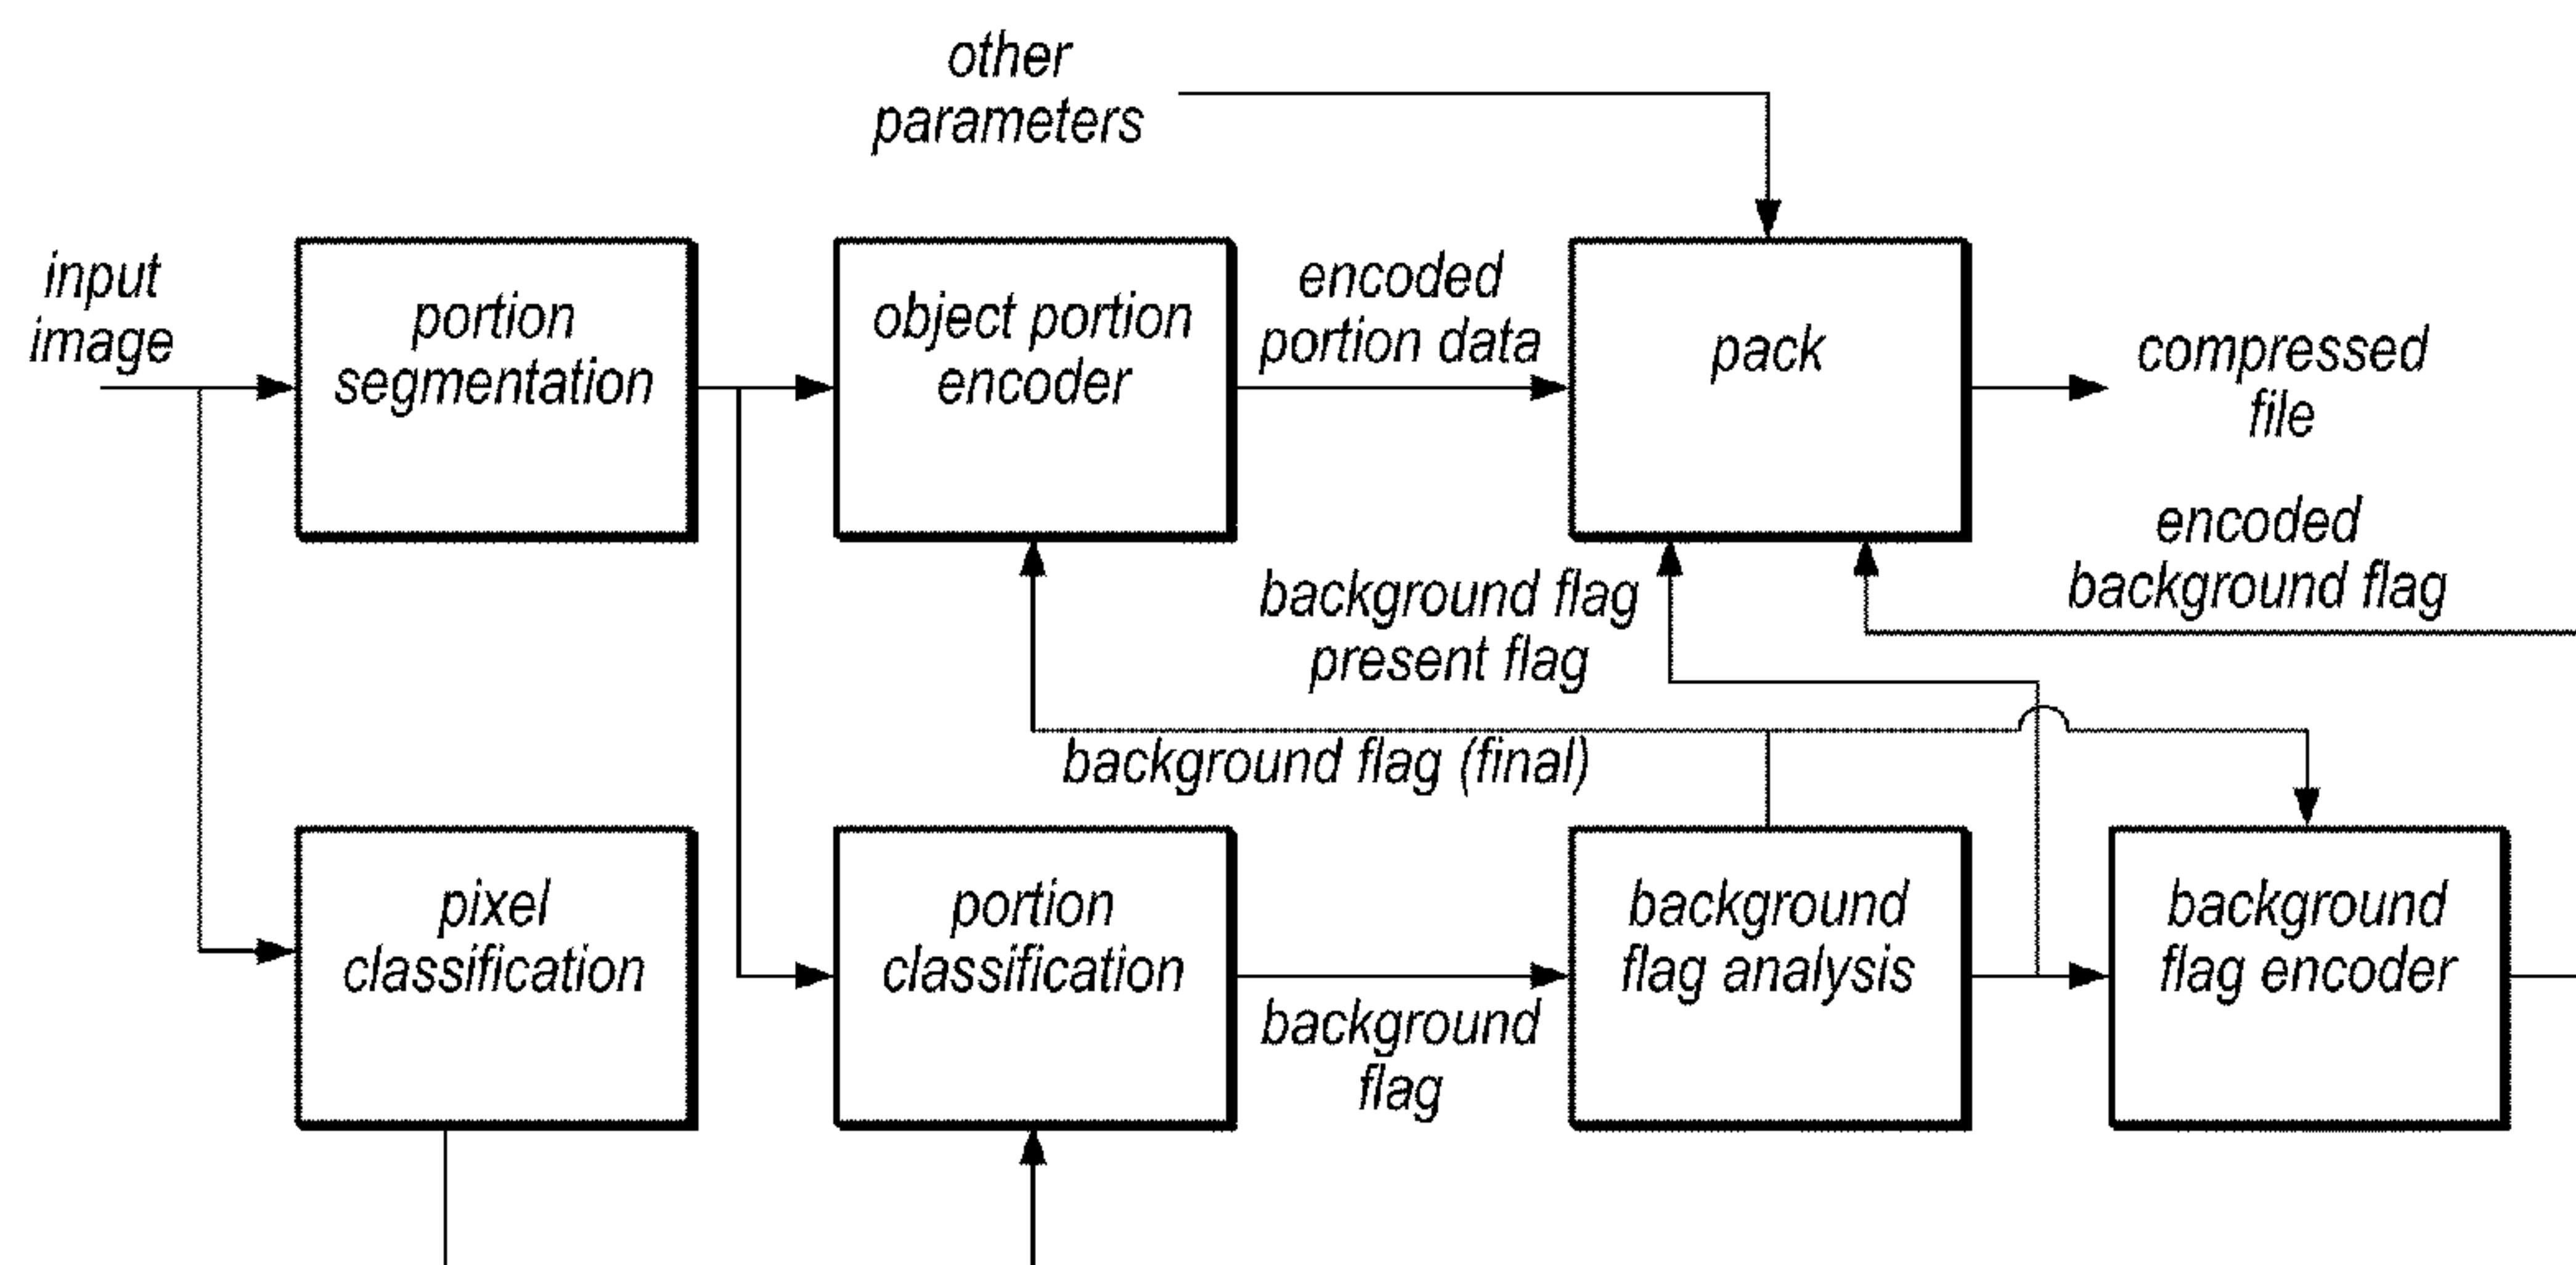 other
parameters
input
image
portion
segmentation
object portion
encoder
encoded
portion data
pack
compressed
file
encoded
background flag
background flag
present flag
background flag (final)
pixel
classification
portion
classification
background
flag
background
flag analysis
background
flag encoder